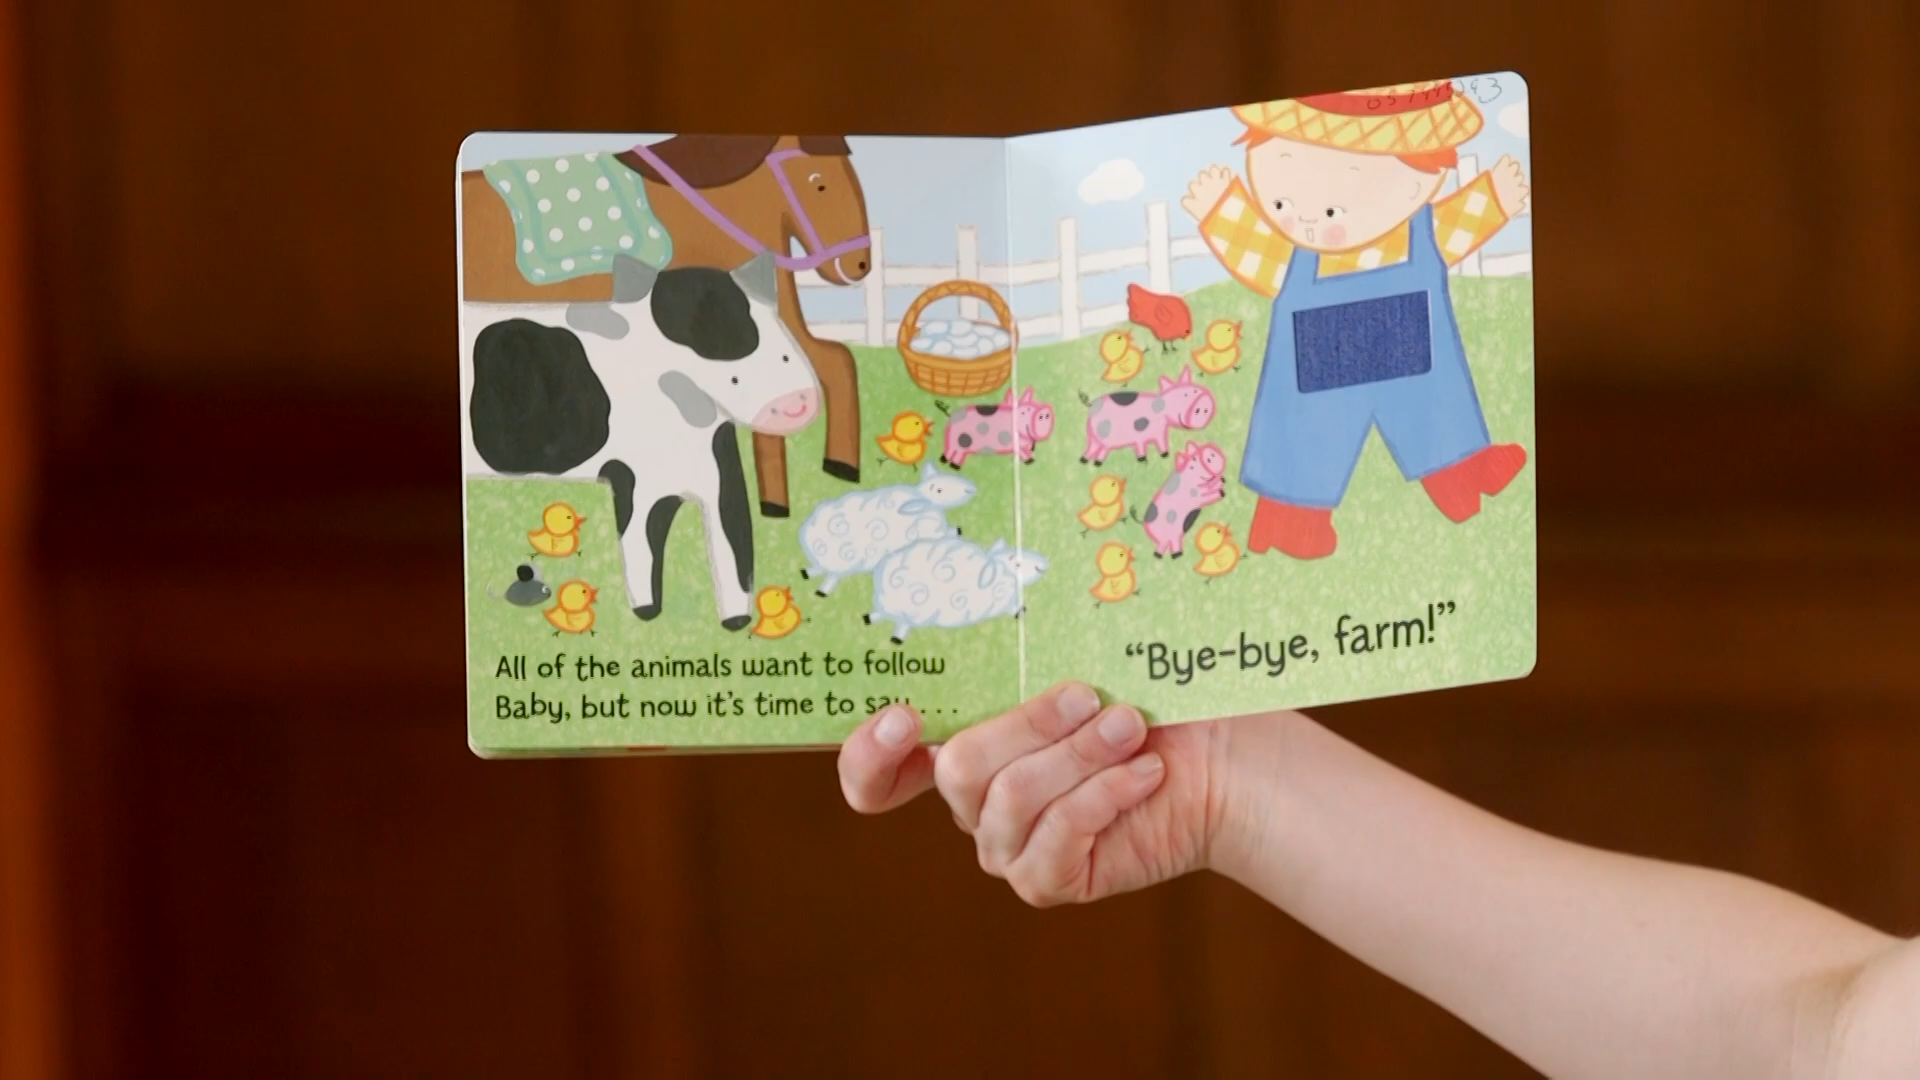 All of the animals want to follow
Baby, but now it's time to say...
"Bye-bye, farm!"